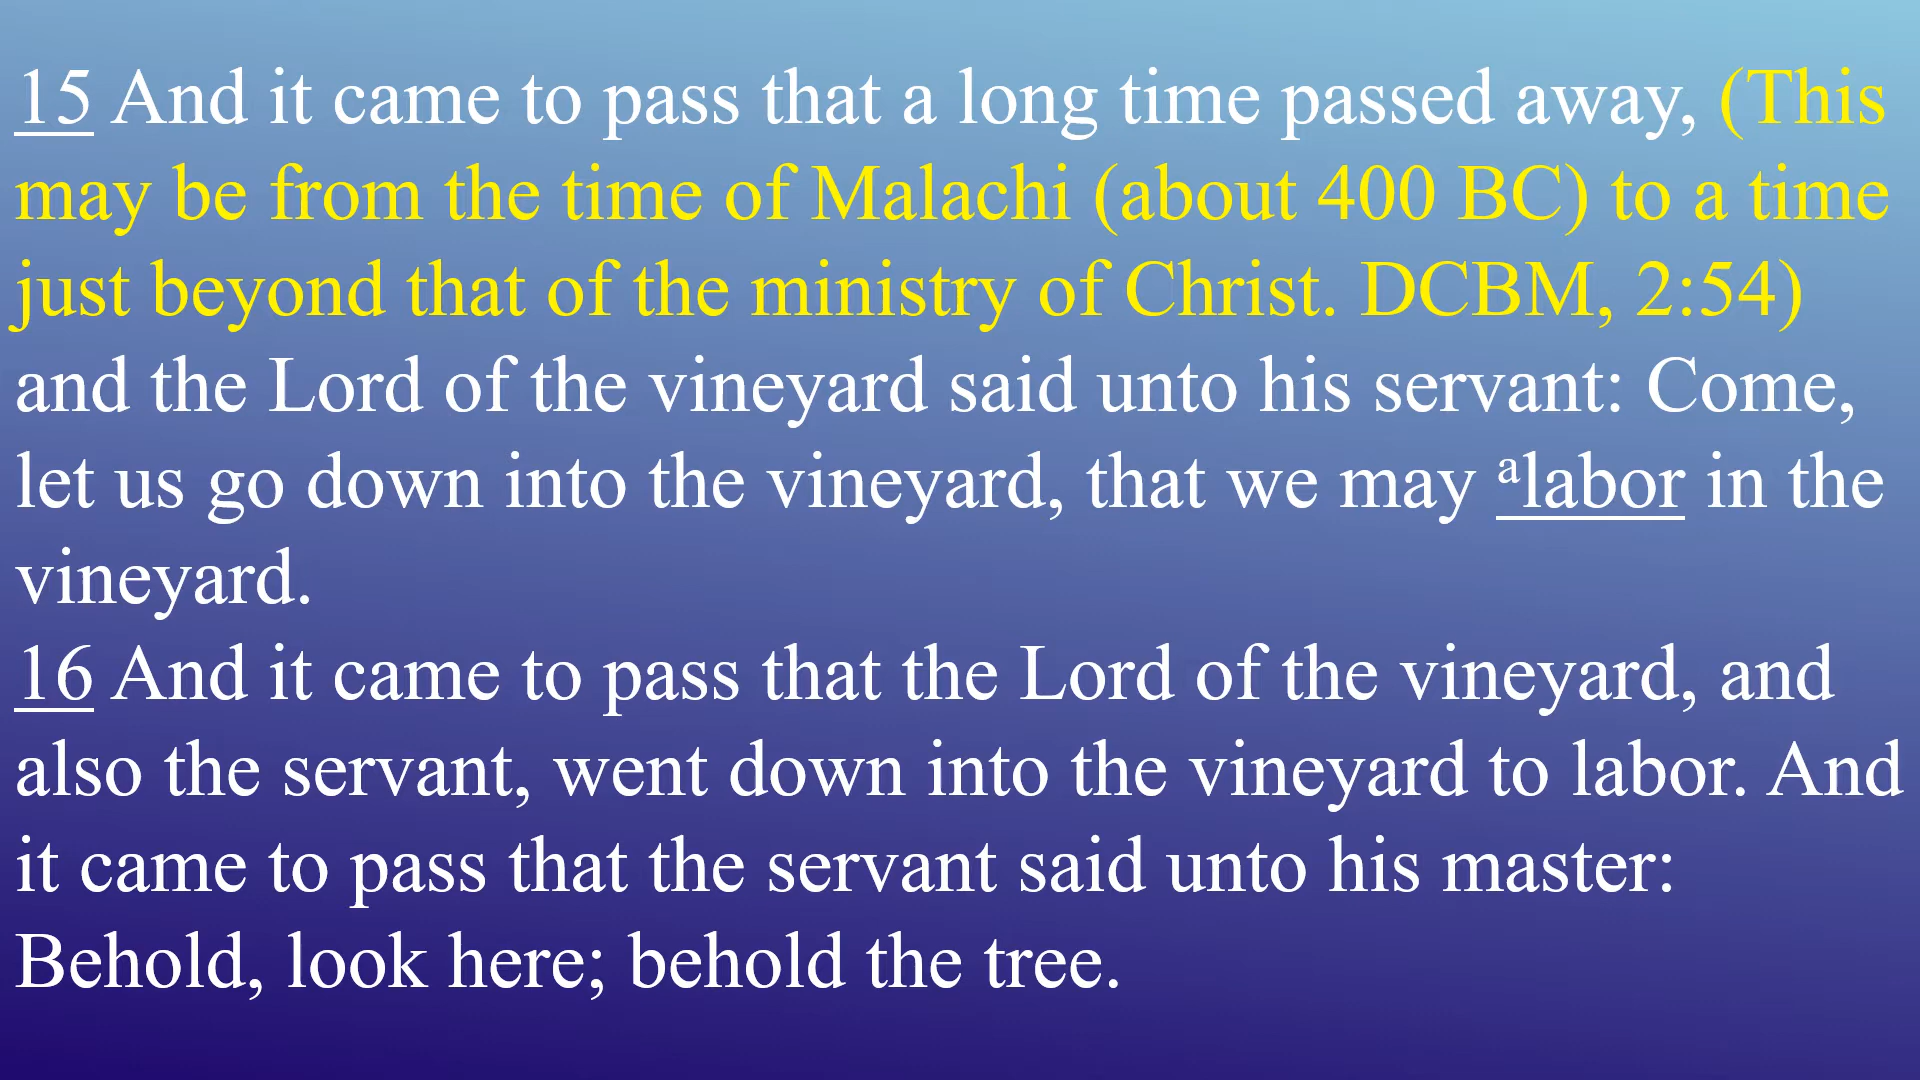 15 And it came to pass that a long time passed away, (This
may be from the time of Malachi (about 400 BC) to a time
just beyond that of the ministry of Christ. DCBM, 2:54)
and the Lord of the vineyard said unto his servant: Come,
let us go down into the vineyard, that we may ᵃlabor in the
vineyard.
16 And it came to pass that the Lord of the vineyard, and
also the servant, went down into the vineyard to labor. And
it came to pass that the servant said unto his master:
Behold, look here; behold the tree.